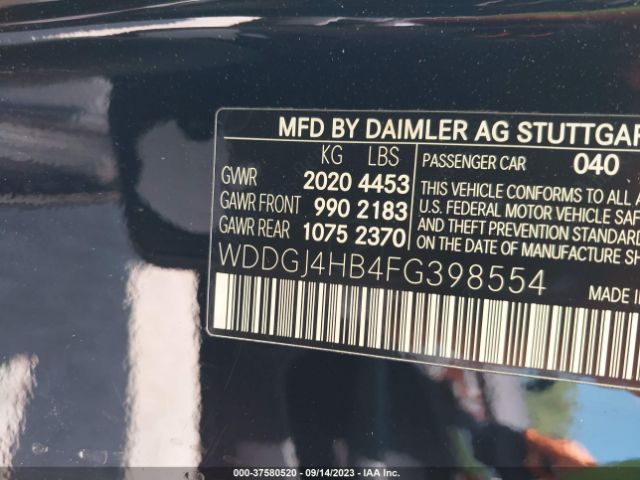 MFD BY DAIMLER AG STUTTGAR
KG LBS
GVWR 2020 4453
GAWR FRONT 990 2183
GAWR REAR 1075 2370
PASSENGER CAR 040
THIS VEHICLE CONFORMS TO ALL A
U.S. FEDERAL MOTOR VEHICLE SAF
AND THEFT PREVENTION STANDAR
ON THE DATE OF MANUFACTURE SH
WDDGJ4HB4FG398554
MADE IN
000-37580520 - 09/14/2023 - IAA Inc.